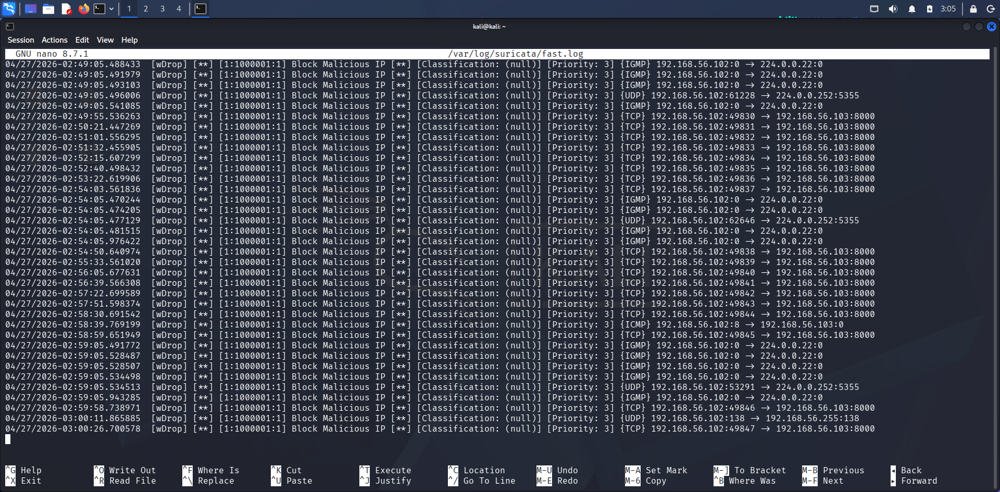 1 2 3 4 3:05
kali@kali: ~
Session Actions Edit View Help
GNU nano 8.7.1 /var/log/suricata/fast.log
04/27/2026-02:49:05.488433 [wDrop] [**] [1:1000001:1] Block Malicious IP [**] [Classification: (null)] [Priority: 3] {IGMP} 192.168.56.102:0 → 224.0.0.22:0
04/27/2026-02:49:05.491979 [wDrop] [**] [1:1000001:1] Block Malicious IP [**] [Classification: (null)] [Priority: 3] {IGMP} 192.168.56.102:0 → 224.0.0.22:0
04/27/2026-02:49:05.493103 [wDrop] [**] [1:1000001:1] Block Malicious IP [**] [Classification: (null)] [Priority: 3] {IGMP} 192.168.56.102:0 → 224.0.0.22:0
04/27/2026-02:49:05.496006 [wDrop] [**] [1:1000001:1] Block Malicious IP [**] [Classification: (null)] [Priority: 3] {UDP} 192.168.56.102:61228 → 224.0.0.252:5355
04/27/2026-02:49:05.541085 [wDrop] [**] [1:1000001:1] Block Malicious IP [**] [Classification: (null)] [Priority: 3] {IGMP} 192.168.56.102:0 → 224.0.0.22:0
04/27/2026-02:49:55.536263 [wDrop] [**] [1:1000001:1] Block Malicious IP [**] [Classification: (null)] [Priority: 3] {TCP} 192.168.56.102:49830 → 192.168.56.103:8000
04/27/2026-02:50:21.447269 [wDrop] [**] [1:1000001:1] Block Malicious IP [**] [Classification: (null)] [Priority: 3] {TCP} 192.168.56.102:49831 → 192.168.56.103:8000
04/27/2026-02:51:01.556295 [wDrop] [**] [1:1000001:1] Block Malicious IP [**] [Classification: (null)] [Priority: 3] {TCP} 192.168.56.102:49832 → 192.168.56.103:8000
04/27/2026-02:51:32.455905 [wDrop] [**] [1:1000001:1] Block Malicious IP [**] [Classification: (null)] [Priority: 3] {TCP} 192.168.56.102:49833 → 192.168.56.103:8000
04/27/2026-02:52:15.607299 [wDrop] [**] [1:1000001:1] Block Malicious IP [**] [Classification: (null)] [Priority: 3] {TCP} 192.168.56.102:49834 → 192.168.56.103:8000
04/27/2026-02:52:40.498432 [wDrop] [**] [1:1000001:1] Block Malicious IP [**] [Classification: (null)] [Priority: 3] {TCP} 192.168.56.102:49835 → 192.168.56.103:8000
04/27/2026-02:53:22.619906 [wDrop] [**] [1:1000001:1] Block Malicious IP [**] [Classification: (null)] [Priority: 3] {TCP} 192.168.56.102:49836 → 192.168.56.103:8000
04/27/2026-02:54:03.561836 [wDrop] [**] [1:1000001:1] Block Malicious IP [**] [Classification: (null)] [Priority: 3] {TCP} 192.168.56.102:49837 → 192.168.56.103:8000
04/27/2026-02:54:05.470244 [wDrop] [**] [1:1000001:1] Block Malicious IP [**] [Classification: (null)] [Priority: 3] {IGMP} 192.168.56.102:0 → 224.0.0.22:0
04/27/2026-02:54:05.474205 [wDrop] [**] [1:1000001:1] Block Malicious IP [**] [Classification: (null)] [Priority: 3] {IGMP} 192.168.56.102:0 → 224.0.0.22:0
04/27/2026-02:54:05.477129 [wDrop] [**] [1:1000001:1] Block Malicious IP [**] [Classification: (null)] [Priority: 3] {UDP} 192.168.56.102:62646 → 224.0.0.252:5355
04/27/2026-02:54:05.481515 [wDrop] [**] [1:1000001:1] Block Malicious IP [**] [Classification: (null)] [Priority: 3] {IGMP} 192.168.56.102:0 → 224.0.0.22:0
04/27/2026-02:54:05.976422 [wDrop] [**] [1:1000001:1] Block Malicious IP [**] [Classification: (null)] [Priority: 3] {IGMP} 192.168.56.102:0 → 224.0.0.22:0
04/27/2026-02:54:50.640974 [wDrop] [**] [1:1000001:1] Block Malicious IP [**] [Classification: (null)] [Priority: 3] {TCP} 192.168.56.102:49838 → 192.168.56.103:8000
04/27/2026-02:55:33.561020 [wDrop] [**] [1:1000001:1] Block Malicious IP [**] [Classification: (null)] [Priority: 3] {TCP} 192.168.56.102:49839 → 192.168.56.103:8000
04/27/2026-02:56:05.677631 [wDrop] [**] [1:1000001:1] Block Malicious IP [**] [Classification: (null)] [Priority: 3] {TCP} 192.168.56.102:49840 → 192.168.56.103:8000
04/27/2026-02:56:39.566308 [wDrop] [**] [1:1000001:1] Block Malicious IP [**] [Classification: (null)] [Priority: 3] {TCP} 192.168.56.102:49841 → 192.168.56.103:8000
04/27/2026-02:57:22.699589 [wDrop] [**] [1:1000001:1] Block Malicious IP [**] [Classification: (null)] [Priority: 3] {TCP} 192.168.56.102:49842 → 192.168.56.103:8000
04/27/2026-02:57:51.598374 [wDrop] [**] [1:1000001:1] Block Malicious IP [**] [Classification: (null)] [Priority: 3] {TCP} 192.168.56.102:49843 → 192.168.56.103:8000
04/27/2026-02:58:30.691542 [wDrop] [**] [1:1000001:1] Block Malicious IP [**] [Classification: (null)] [Priority: 3] {TCP} 192.168.56.102:49844 → 192.168.56.103:8000
04/27/2026-02:58:39.769199 [wDrop] [**] [1:1000001:1] Block Malicious IP [**] [Classification: (null)] [Priority: 3] {ICMP} 192.168.56.102:8 → 192.168.56.103:0
04/27/2026-02:58:59.651949 [wDrop] [**] [1:1000001:1] Block Malicious IP [**] [Classification: (null)] [Priority: 3] {TCP} 192.168.56.102:49845 → 192.168.56.103:8000
04/27/2026-02:59:05.491772 [wDrop] [**] [1:1000001:1] Block Malicious IP [**] [Classification: (null)] [Priority: 3] {IGMP} 192.168.56.102:0 → 224.0.0.22:0
04/27/2026-02:59:05.528487 [wDrop] [**] [1:1000001:1] Block Malicious IP [**] [Classification: (null)] [Priority: 3] {IGMP} 192.168.56.102:0 → 224.0.0.22:0
04/27/2026-02:59:05.528507 [wDrop] [**] [1:1000001:1] Block Malicious IP [**] [Classification: (null)] [Priority: 3] {IGMP} 192.168.56.102:0 → 224.0.0.22:0
04/27/2026-02:59:05.534498 [wDrop] [**] [1:1000001:1] Block Malicious IP [**] [Classification: (null)] [Priority: 3] {IGMP} 192.168.56.102:0 → 224.0.0.22:0
04/27/2026-02:59:05.534513 [wDrop] [**] [1:1000001:1] Block Malicious IP [**] [Classification: (null)] [Priority: 3] {UDP} 192.168.56.102:53291 → 224.0.0.252:5355
04/27/2026-02:59:05.943285 [wDrop] [**] [1:1000001:1] Block Malicious IP [**] [Classification: (null)] [Priority: 3] {IGMP} 192.168.56.102:0 → 224.0.0.22:0
04/27/2026-02:59:58.738971 [wDrop] [**] [1:1000001:1] Block Malicious IP [**] [Classification: (null)] [Priority: 3] {TCP} 192.168.56.102:49846 → 192.168.56.103:8000
04/27/2026-03:00:11.865885 [wDrop] [**] [1:1000001:1] Block Malicious IP [**] [Classification: (null)] [Priority: 3] {UDP} 192.168.56.102:138 → 192.168.56.255:138
04/27/2026-03:00:26.700578 [wDrop] [**] [1:1000001:1] Block Malicious IP [**] [Classification: (null)] [Priority: 3] {TCP} 192.168.56.102:49847 → 192.168.56.103:8000
^G Help ^O Write Out ^F Where Is ^K Cut ^T Execute ^C Location M-U Undo M-A Set Mark M-] To Bracket M-B Previous ◂ Back
^X Exit ^R Read File ^\ Replace ^U Paste ^J Justify ^/ Go To Line M-E Redo M-6 Copy ^B Where Was M-F Next ▸ Forward